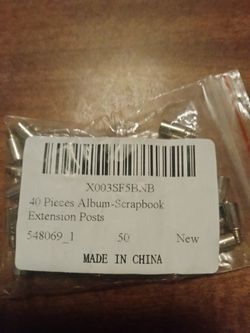 X003SF5BNB
40 Pieces Album-Scrapbook
Extension Posts
548069_1 50 New
MADE IN CHINA